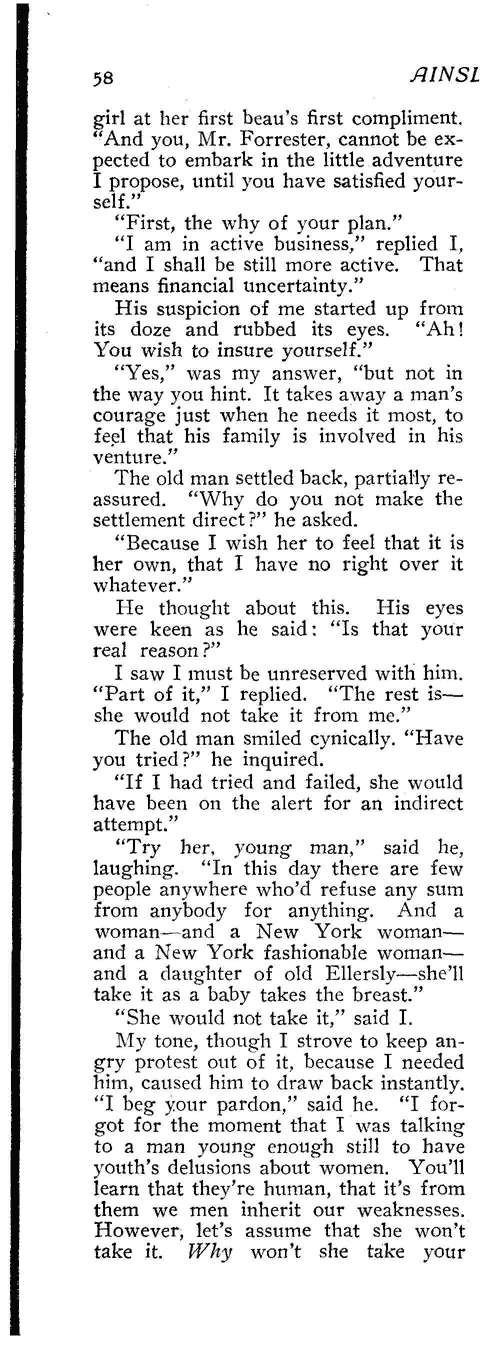 58
AINSL
girl at her first beau's first compliment.
“And you, Mr. Forrester, cannot be ex-
pected to embark in the little adventure
I propose, until you have satisfied your-
self.”
“First, the why of your plan.”
“I am in active business,” replied I,
“and I shall be still more active. That
means financial uncertainty.”
His suspicion of me started up from
its doze and rubbed its eyes. “Ah!
You wish to insure yourself.”
“Yes,” was my answer, “but not in
the way you hint. It takes away a man's
courage just when he needs it most, to
feel that his family is involved in his
venture.”
The old man settled back, partially re-
assured. “Why do you not make the
settlement direct?” he asked.
“Because I wish her to feel that it is
her own, that I have no right over it
whatever.”
He thought about this. His eyes
were keen as he said: “Is that your
real reason?”
I saw I must be unreserved with him.
“Part of it,” I replied. “The rest is—
she would not take it from me.”
The old man smiled cynically. “Have
you tried?” he inquired.
“If I had tried and failed, she would
have been on the alert for an indirect
attempt.”
“Try her, young man,” said he,
laughing. “In this day there are few
people anywhere who'd refuse any sum
from anybody for anything. And a
woman—and a New York woman—
and a New York fashionable woman—
and a daughter of old Ellersly—she'll
take it as a baby takes the breast.”
“She would not take it,” said I.
My tone, though I strove to keep an-
gry protest out of it, because I needed
him, caused him to draw back instantly.
“I beg your pardon,” said he. “I for-
got for the moment that I was talking
to a man young enough still to have
youth's delusions about women. You'll
learn that they're human, that it's from
them we men inherit our weaknesses.
However, let's assume that she won't
take it. Why won't she take your